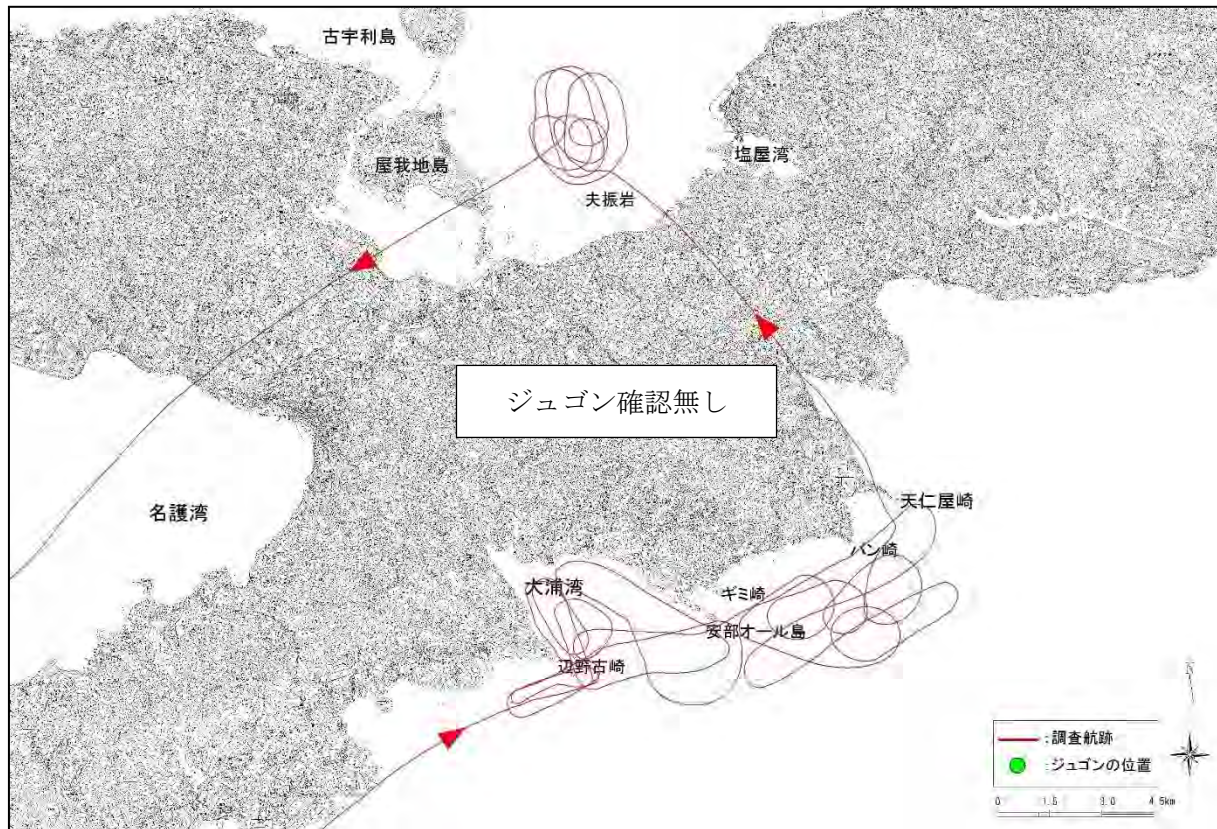 古宇利島
屋我地島
塩屋湾
夫振岩
ジュゴン確認無し
名護湾
天仁屋崎
バン崎
大浦湾
ギミ崎
安部オール島
辺野古崎
N
:調査航跡
:ジュゴンの位置
0 1.5 3.0 4.5km